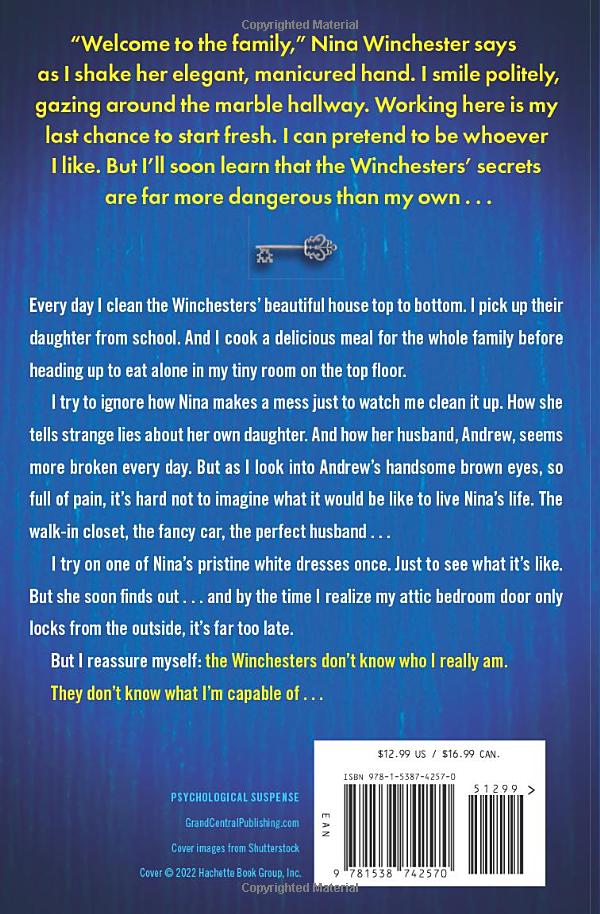 Copyrighted Material
“Welcome to the family,” Nina Winchester says
as I shake her elegant, manicured hand. I smile politely,
gazing around the marble hallway. Working here is my
last chance to start fresh. I can pretend to be whoever
I like. But I’ll soon learn that the Winchesters’ secrets
are far more dangerous than my own . . .
Every day I clean the Winchesters’ beautiful house top to bottom. I pick up their
daughter from school. And I cook a delicious meal for the whole family before
heading up to eat alone in my tiny room on the top floor.
I try to ignore how Nina makes a mess just to watch me clean it up. How she
tells strange lies about her own daughter. And how her husband, Andrew, seems
more broken every day. But as I look into Andrew’s handsome brown eyes, so
full of pain, it’s hard not to imagine what it would be like to live Nina’s life. The
walk-in closet, the fancy car, the perfect husband . . .
I try on one of Nina’s pristine white dresses once. Just to see what it’s like.
But she soon finds out . . . and by the time I realize my attic bedroom door only
locks from the outside, it’s far too late.
But I reassure myself: the Winchesters don’t know who I really am.
They don’t know what I’m capable of . . .
PSYCHOLOGICAL SUSPENSE
GrandCentralPublishing.com
Cover images from Shutterstock
Cover © 2022 Hachette Book Group, Inc.
$12.99 US / $16.99 CAN.
ISBN 978-1-5387-4257-0
51299 >
EAN
9 781538 742570
Copyrighted Material